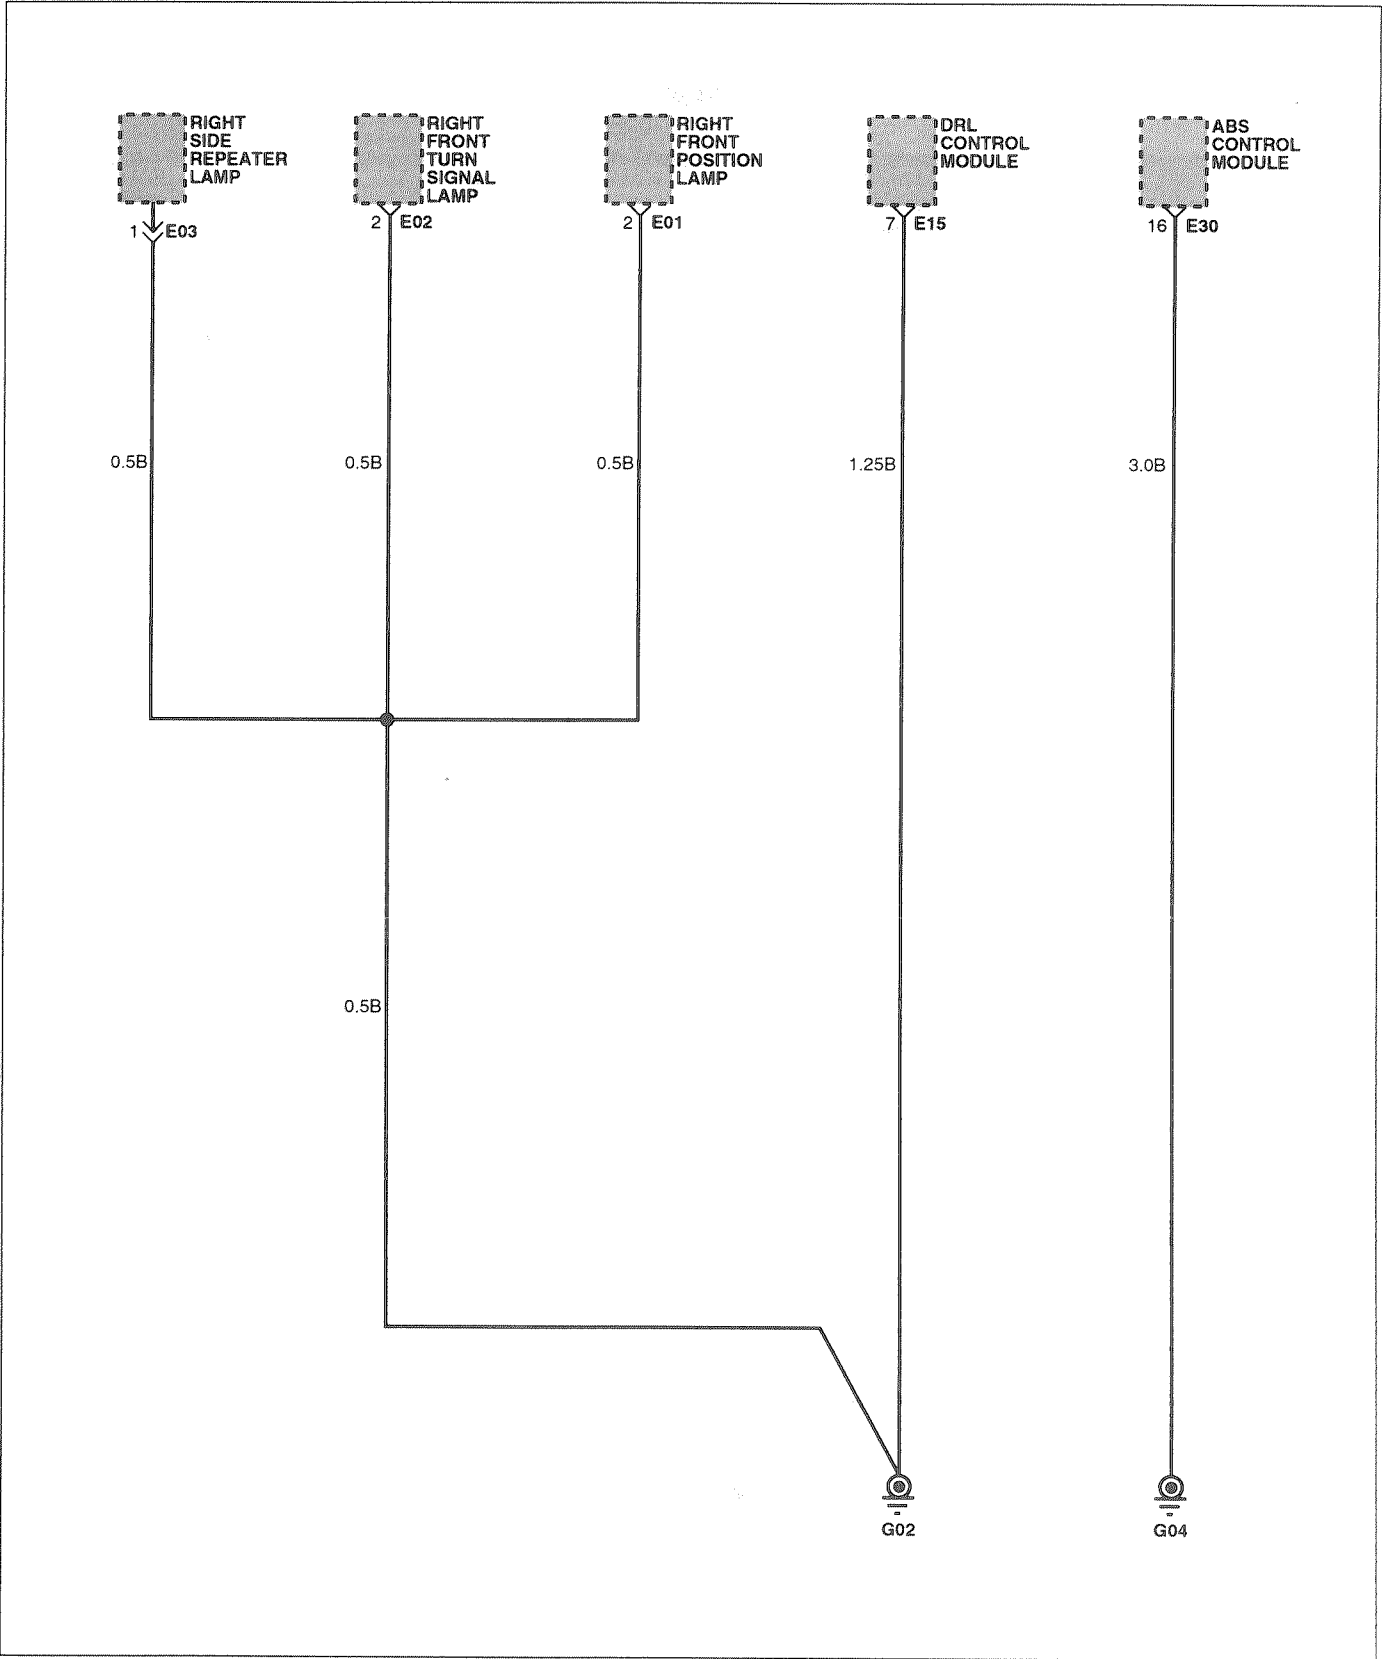 RIGHT
SIDE
REPEATER
LAMP
1
E03
RIGHT
FRONT
TURN
SIGNAL
LAMP
2
E02
RIGHT
FRONT
POSITION
LAMP
2
E01
DRL
CONTROL
MODULE
7
E15
ABS
CONTROL
MODULE
16
E30
0.5B
0.5B
0.5B
1.25B
3.0B
0.5B
G02
G04